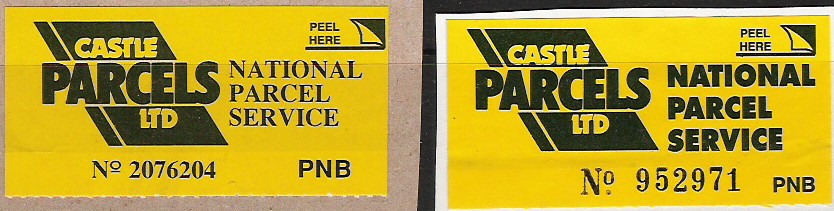 PEEL
HERE
CASTLE
PARCELS
LTD
NATIONAL
PARCEL
SERVICE
Nº 2076204
PNB
PEEL
HERE
CASTLE
PARCELS
LTD
NATIONAL
PARCEL
SERVICE
Nº 952971
PNB